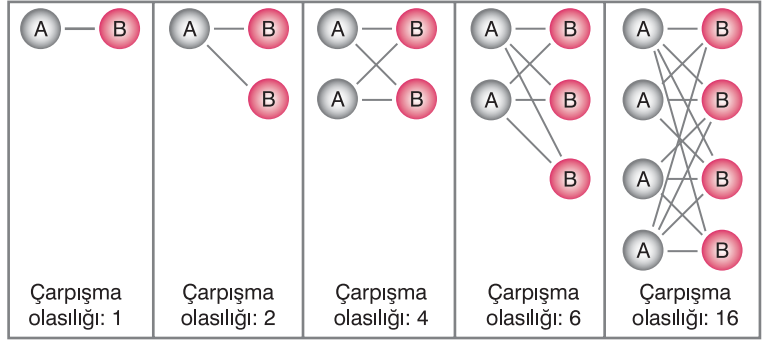 A B
B
Çarpışma
olasılığı: 1
A B
B
Çarpışma
olasılığı: 2
A B
A B
Çarpışma
olasılığı: 4
A B
A B
B
Çarpışma
olasılığı: 6
A B
A B
A B
A B
Çarpışma
olasılığı: 16